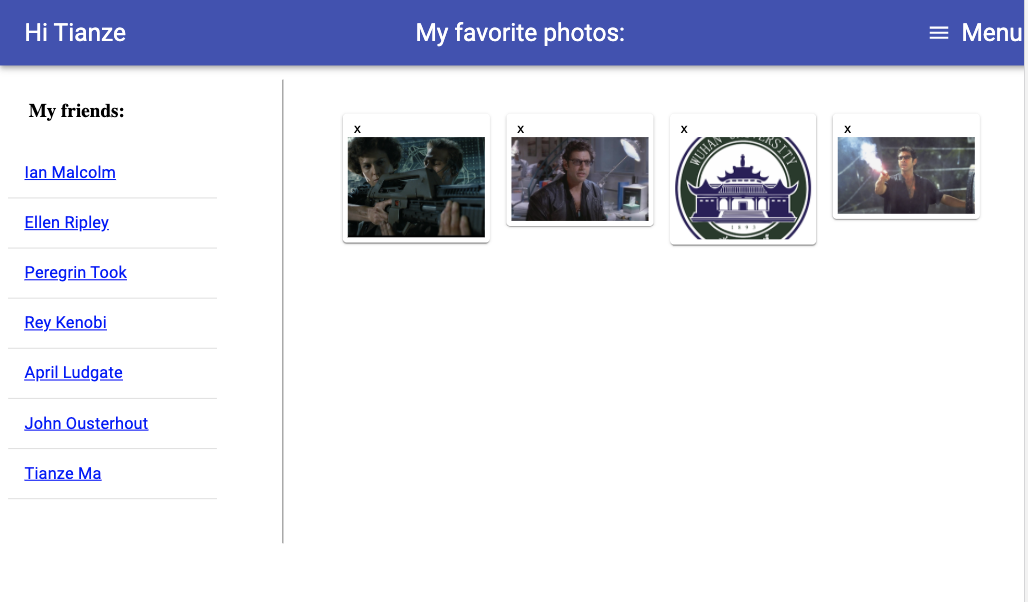 Hi Tianze
My favorite photos:
Menu
My friends:
Ian Malcolm
Ellen Ripley
Peregrin Took
Rey Kenobi
April Ludgate
John Ousterhout
Tianze Ma
x
x
x
x
WUHAN UNIVERSITY
1893